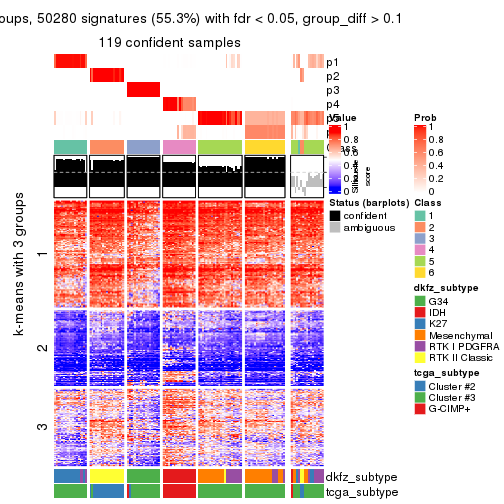 oups, 50280 signatures (55.3%) with fdr < 0.05, group_diff > 0.1
119 confident samples
p1
p2
p3
p4
Value
1
0.8
0.6
0.4
0.2
0
Prob
1
0.8
0.6
0.4
0.2
0
Silhouette
score
Status (barplots)
confident
ambiguous
Class
1
2
3
4
5
6
dkfz_subtype
G34
IDH
K27
Mesenchymal
RTK I PDGFRA
RTK II Classic
tcga_subtype
Cluster #2
Cluster #3
G-CIMP+
k-means with 3 groups
1
2
3
dkfz_subtype
tcga_subtype